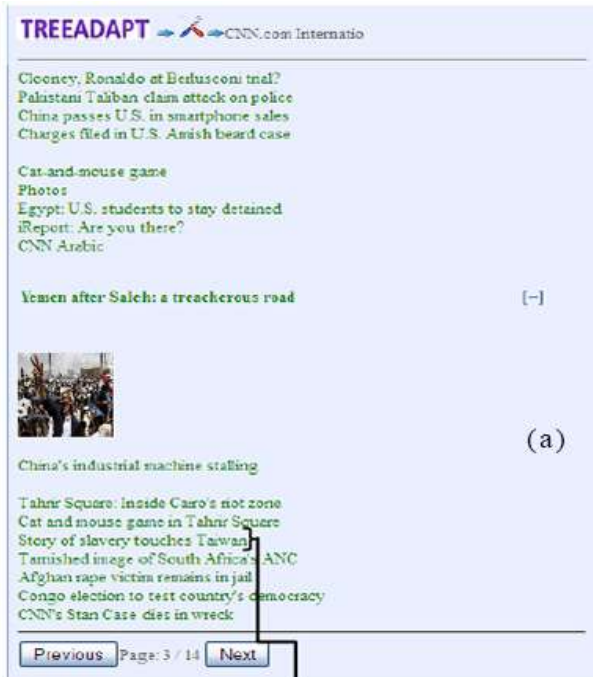 TREEADAPT CNN.com Internatio
Clooney, Ronaldo at Berlusconi trial?
Pakistani Taliban claim attack on police
China passes U.S. in smartphone sales
Charges filed in U.S. Amish beard case
Cat-and-mouse game
Photos
Egypt: U.S. students to stay detained
iReport: Are you there?
CNN Arabic
Yemen after Saleh: a treacherous road [--]
(a)
China's industrial machine stalling
Tahrir Square: Inside Cairo's riot zone
Cat and mouse game in Tahrir Square
Story of slavery touches Taiwan
Tarnished image of South Africa's ANC
Afghan rape victim remains in jail
Congo election to test country's democracy
CNN's Stan Case dies in wreck
Previous Page: 3 / 14 Next